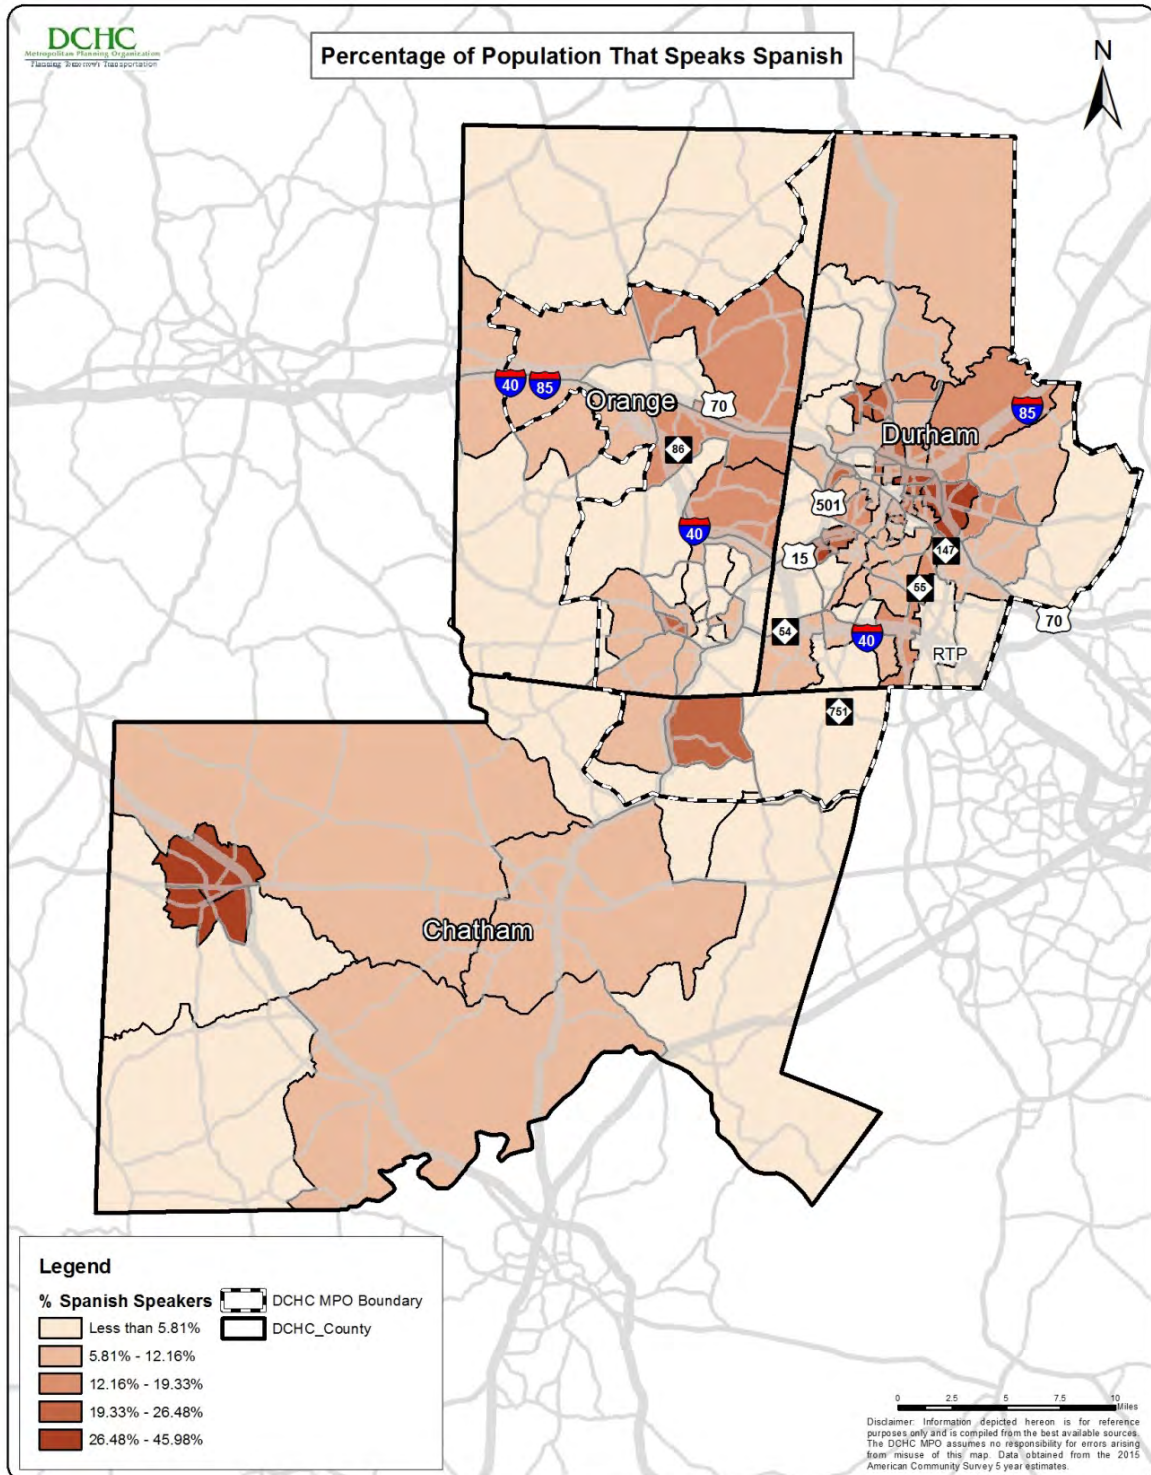 DCHC
Metropolitan Planning Organization
Planning Tomorrow's Transportation
Percentage of Population That Speaks Spanish
N
40
85
Orange
70
86
Durham
85
501
40
15
147
55
54
40
70
RTP
751
Chatham
Legend
% Spanish Speakers
Less than 5.81%
5.81% - 12.16%
12.16% - 19.33%
19.33% - 26.48%
26.48% - 45.98%
DCHC MPO Boundary
DCHC_County
0 2.5 5 7.5 10
Miles
Disclaimer: Information depicted hereon is for reference
purposes only and is compiled from the best available sources.
The DCHC MPO assumes no responsibility for errors arising
from misuse of this map. Data obtained from the 2015
American Community Survey 5 year estimates.